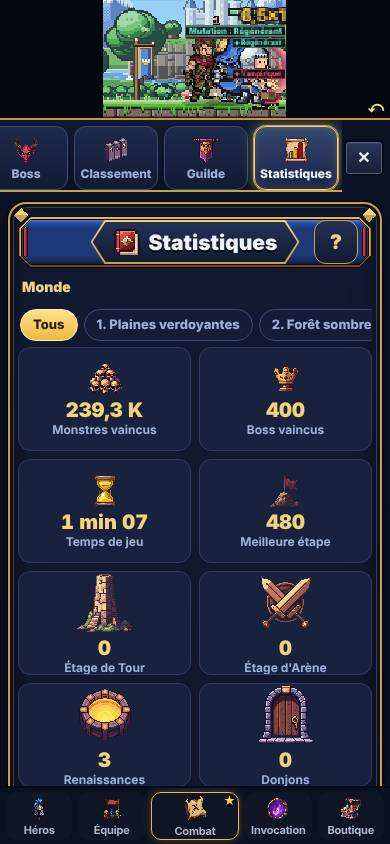 Mutation : Régénérant
+ Régénérant
+ Vampirique
Boss
Classement
Guilde
Statistiques
✕
Statistiques
?
Monde
Tous
1. Plaines verdoyantes
2. Forêt sombre
239,3 K
400
Monstres vaincus
Boss vaincus
1 min 07
480
Temps de jeu
Meilleure étape
0
0
Étage de Tour
Étage d'Arène
3
0
Renaissances
Donjons
Héros
Équipe
Combat
Invocation
Boutique